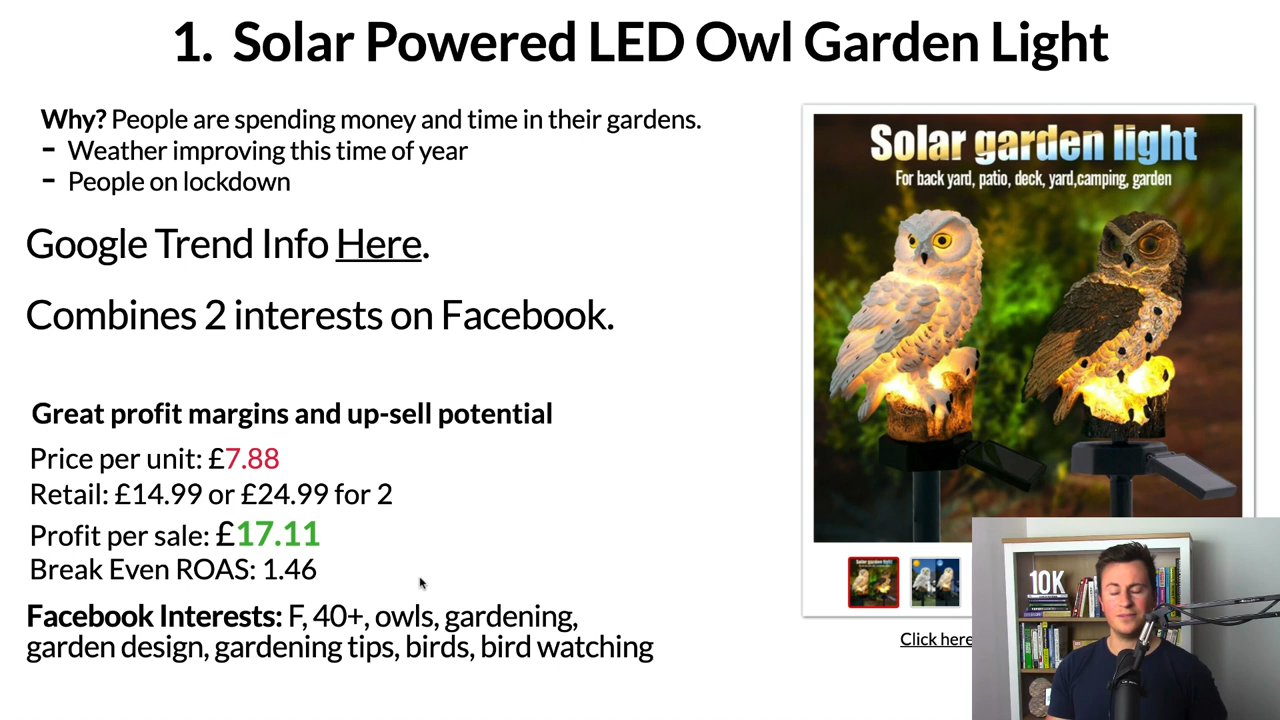 1. Solar Powered LED Owl Garden Light
Why? People are spending money and time in their gardens.
- Weather improving this time of year
- People on lockdown
Google Trend Info Here.
Combines 2 interests on Facebook.
Great profit margins and up-sell potential
Price per unit: £7.88
Retail: £14.99 or £24.99 for 2
Profit per sale: £17.11
Break Even ROAS: 1.46
Facebook Interests: F, 40+, owls, gardening,
garden design, gardening tips, birds, bird watching
Solar garden light
For back yard, patio, deck, yard,camping, garden
Solar garden light
Click here
10K